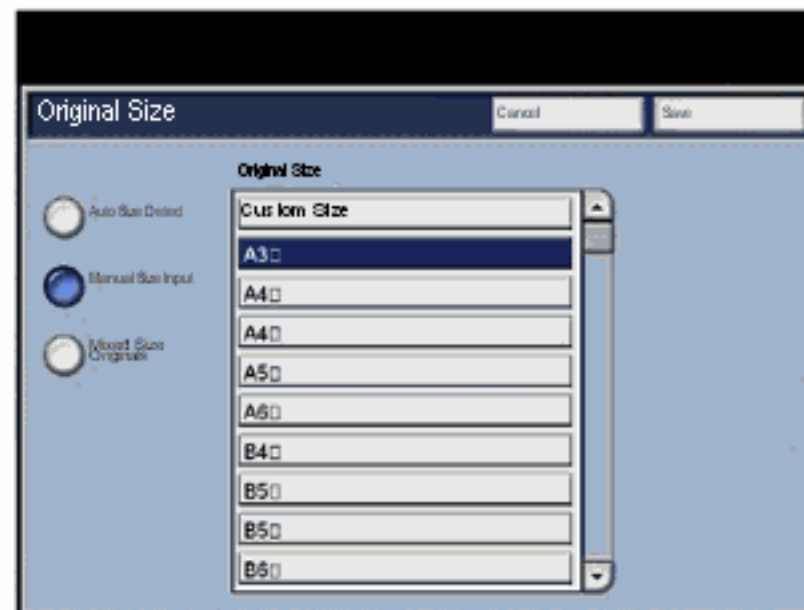 Original Size
Cancel
Save
Original Size
Auto Size Detect
Manual Size Input
Mixed Size
Originals
Custom Size
A3▯
A4▯
A4▯
A5▯
A6▯
B4▯
B5▯
B5▯
B6▯